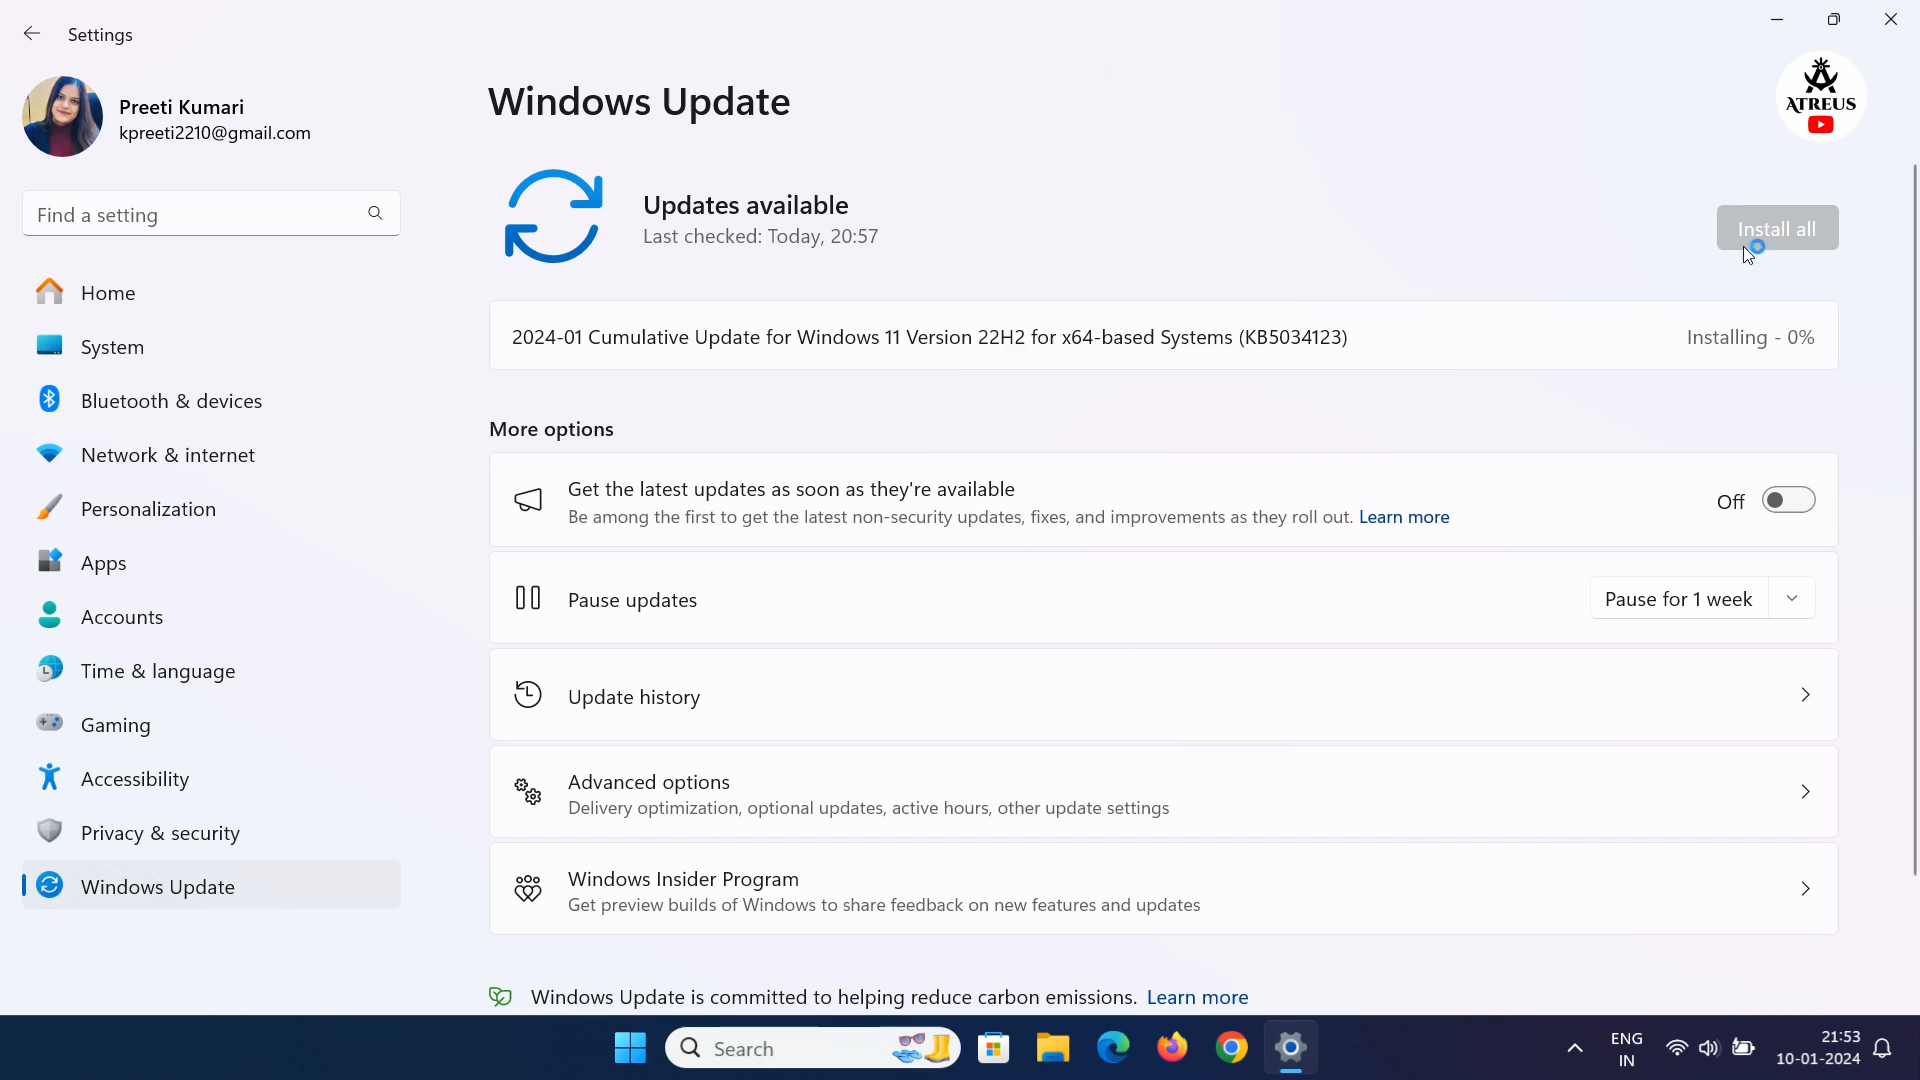 Settings
Preeti Kumari
kpreeti2210@gmail.com
Find a setting
Home
System
Bluetooth & devices
Network & internet
Personalization
Apps
Accounts
Time & language
Gaming
Accessibility
Privacy & security
Windows Update
Windows Update
ATREUS
Updates available
Last checked: Today, 20:57
Install all
2024-01 Cumulative Update for Windows 11 Version 22H2 for x64-based Systems (KB5034123)
Installing - 0%
More options
Get the latest updates as soon as they're available
Be among the first to get the latest non-security updates, fixes, and improvements as they roll out. Learn more
Off
Pause updates
Pause for 1 week
Update history
Advanced options
Delivery optimization, optional updates, active hours, other update settings
Windows Insider Program
Get preview builds of Windows to share feedback on new features and updates
Windows Update is committed to helping reduce carbon emissions. Learn more
Search
ENG
IN
21:53
10-01-2024